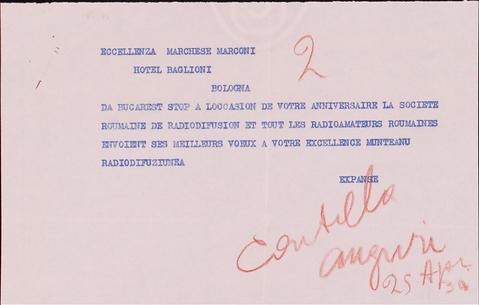 2
ECCELLENZA MARCHESE MARCONI
HOTEL BAGLIONI
BOLOGNA
DA BUCAREST STOP A LOCCASION DE VOTRE ANNIVERSAIRE LA SOCIETE
ROUMAINE DE RADIODIFUSION ET TOUT LES RADIOAMATEURS ROUMAINES
ENVOIENT SES MEILLEURS VOEUX A VOTRE EXCELLENCE MUNTEANU
RADIODIFUZIUNEA
EXPANSE
auguri
25 Apr